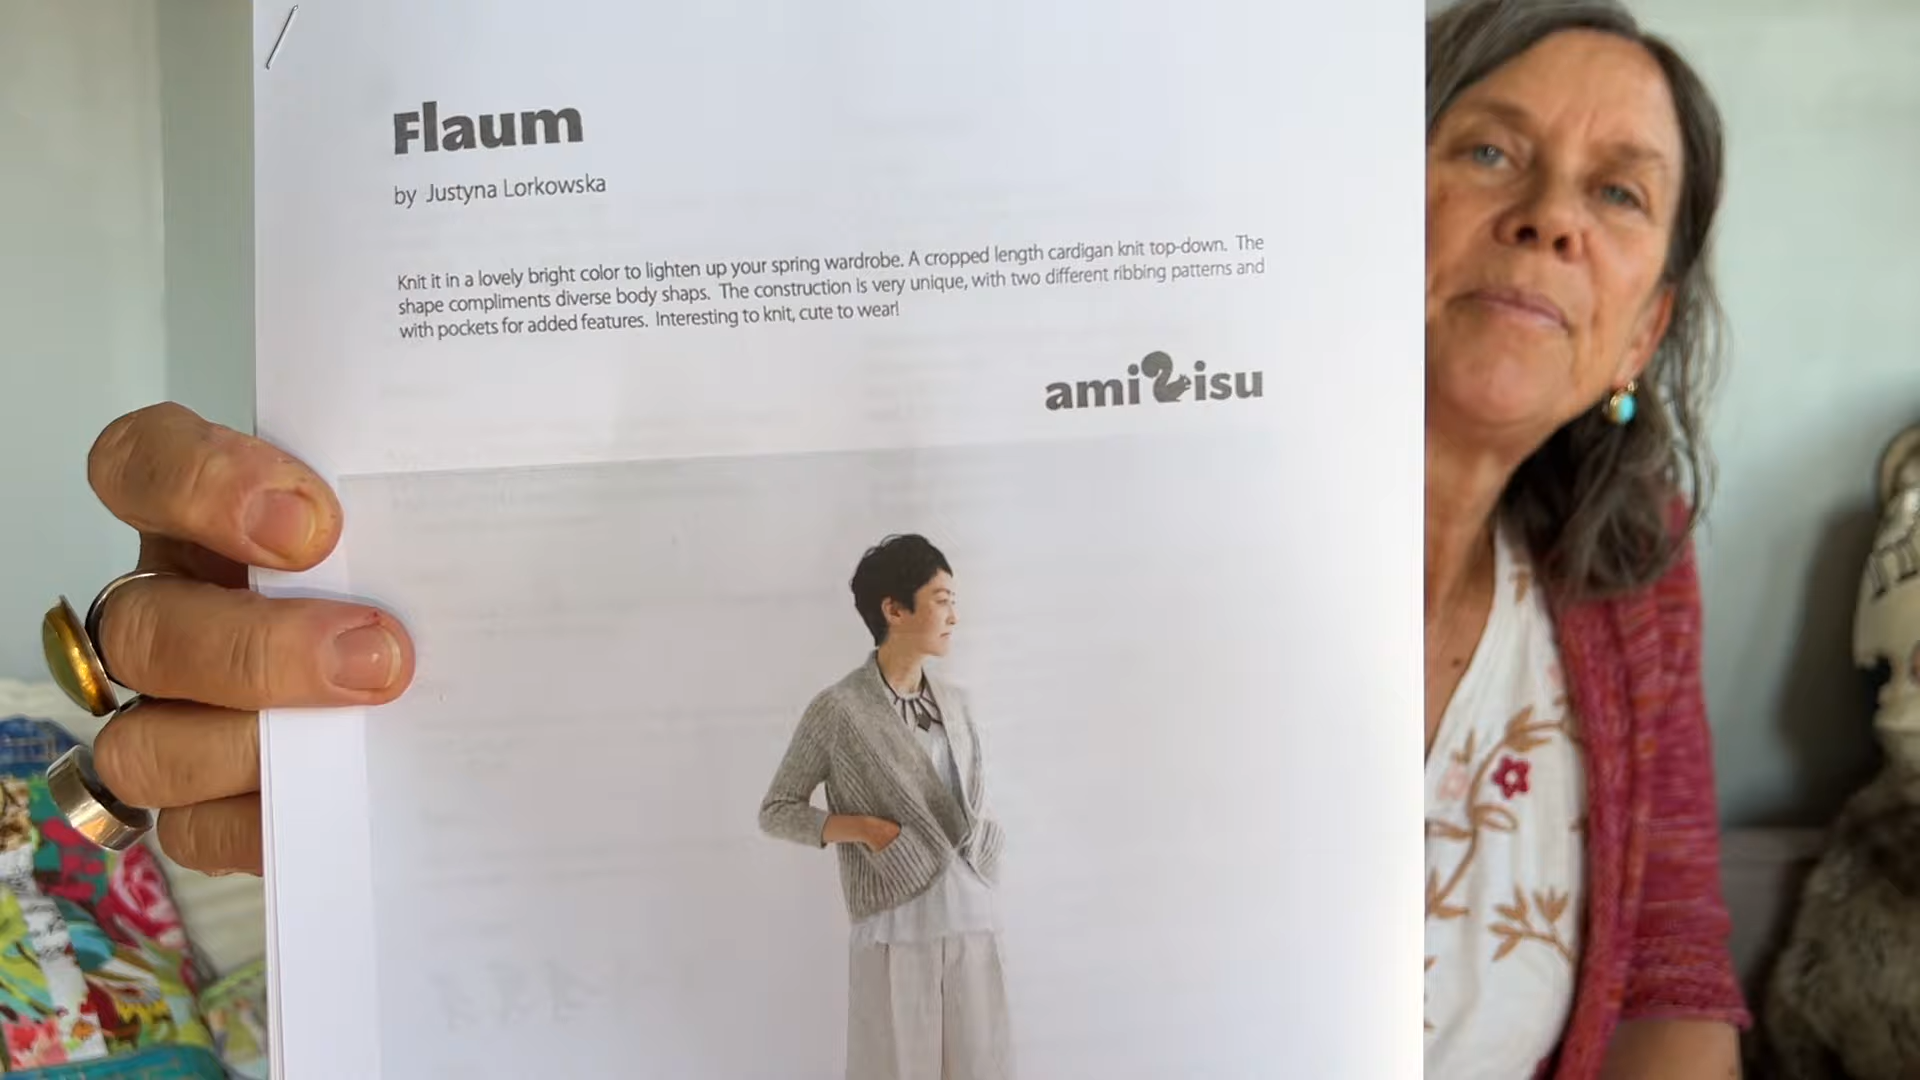 Flaum
by Justyna Lorkowska
Knit it in a lovely bright color to lighten up your spring wardrobe. A cropped length cardigan knit top-down. The
shape compliments diverse body shaps. The construction is very unique, with two different ribbing patterns and
with pockets for added features. Interesting to knit, cute to wear!
amirisu